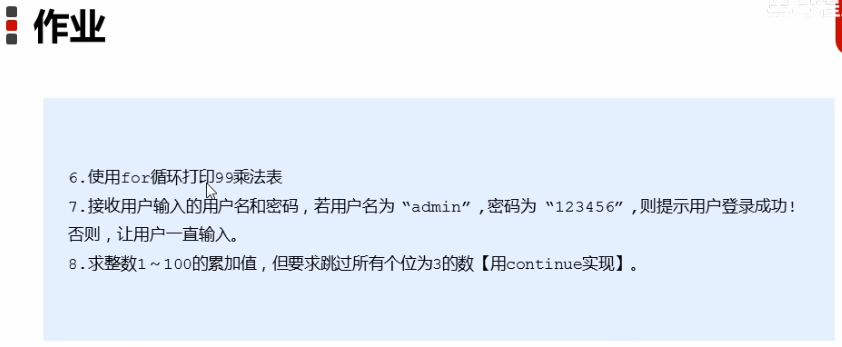 作业
6.使用for循环打印99乘法表
7.接收用户输入的用户名和密码，若用户名为“admin”,密码为“123456”,则提示用户登录成功!
否则，让用户一直输入。
8.求整数1～100的累加值，但要求跳过所有个位为3的数【用continue实现】。